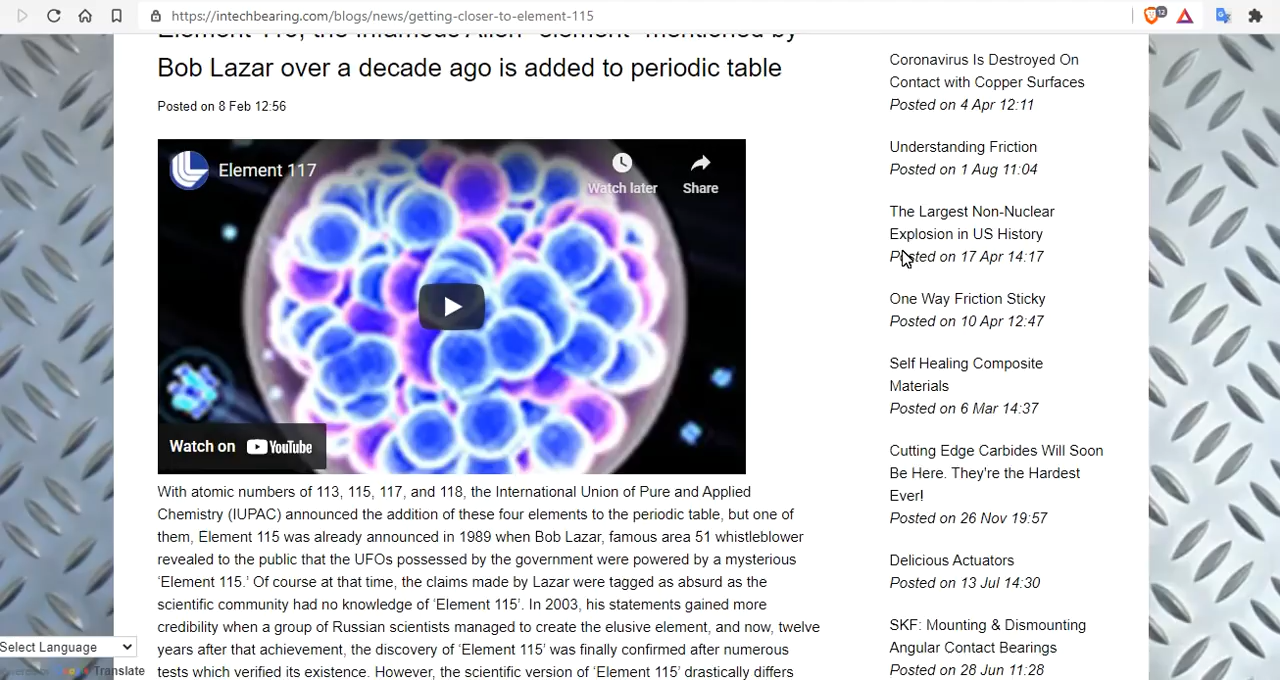 https://intechbearing.com/blogs/news/getting-closer-to-element-115
12
Bob Lazar over a decade ago is added to periodic table
Posted on 8 Feb 12:56
Element 117
Watch later
Share
Watch on YouTube
With atomic numbers of 113, 115, 117, and 118, the International Union of Pure and Applied
Chemistry (IUPAC) announced the addition of these four elements to the periodic table, but one of
them, Element 115 was already announced in 1989 when Bob Lazar, famous area 51 whistleblower
revealed to the public that the UFOs possessed by the government were powered by a mysterious
‘Element 115.’ Of course at that time, the claims made by Lazar were tagged as absurd as the
scientific community had no knowledge of ‘Element 115’. In 2003, his statements gained more
credibility when a group of Russian scientists managed to create the elusive element, and now, twelve
years after that achievement, the discovery of ‘Element 115’ was finally confirmed after numerous
tests which verified its existence. However, the scientific version of ‘Element 115’ drastically differs
Coronavirus Is Destroyed On
Contact with Copper Surfaces
Posted on 4 Apr 12:11
Understanding Friction
Posted on 1 Aug 11:04
The Largest Non-Nuclear
Explosion in US History
Posted on 17 Apr 14:17
One Way Friction Sticky
Posted on 10 Apr 12:47
Self Healing Composite
Materials
Posted on 6 Mar 14:37
Cutting Edge Carbides Will Soon
Be Here. They're the Hardest
Ever!
Posted on 26 Nov 19:57
Delicious Actuators
Posted on 13 Jul 14:30
SKF: Mounting & Dismounting
Angular Contact Bearings
Posted on 28 Jun 11:28
Select Language
Translate